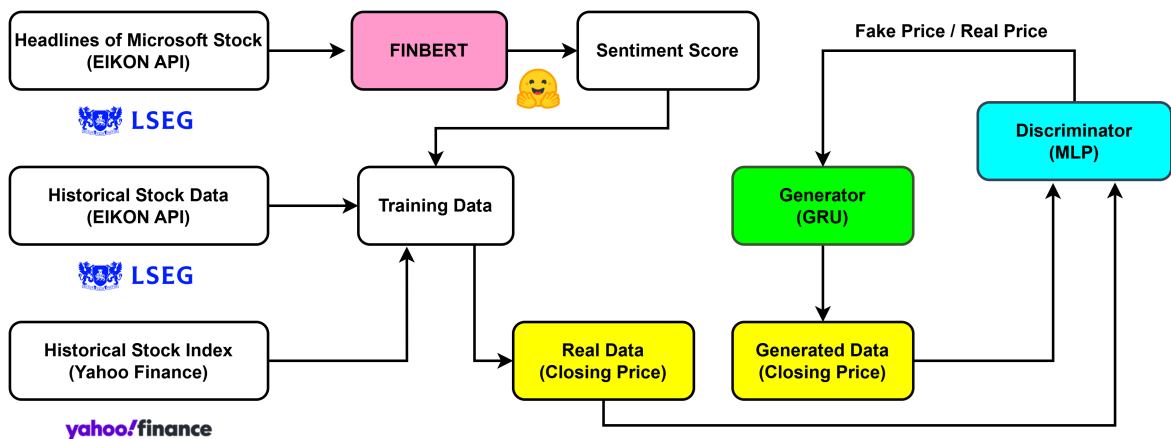 Headlines of Microsoft Stock
(EIKON API)
FINBERT
Sentiment Score
Fake Price / Real Price
LSEG
Discriminator
(MLP)
Historical Stock Data
(EIKON API)
Training Data
Generator
(GRU)
LSEG
Historical Stock Index
(Yahoo Finance)
Real Data
(Closing Price)
Generated Data
(Closing Price)
yahoo!finance